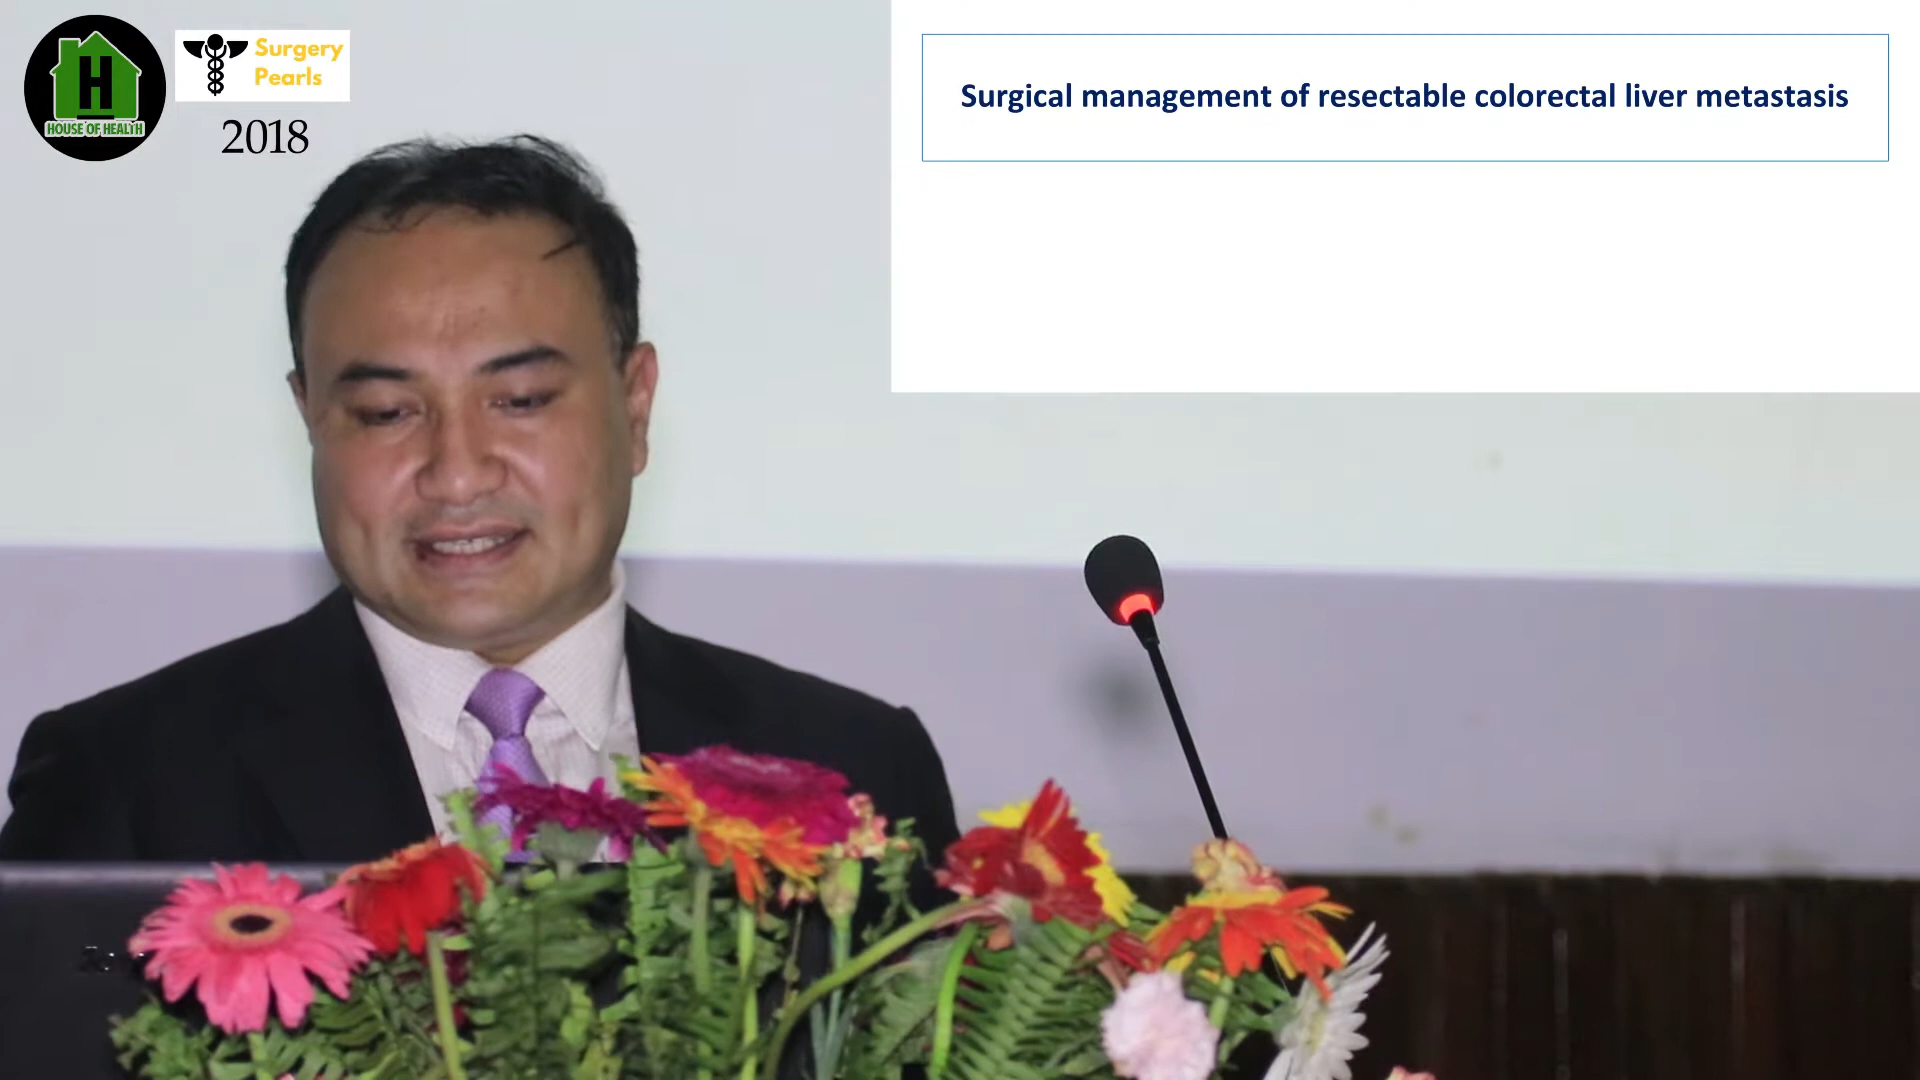 H
HOUSE OF HEALTH
Surgery
Pearls
2018
Surgical management of resectable colorectal liver metastasis